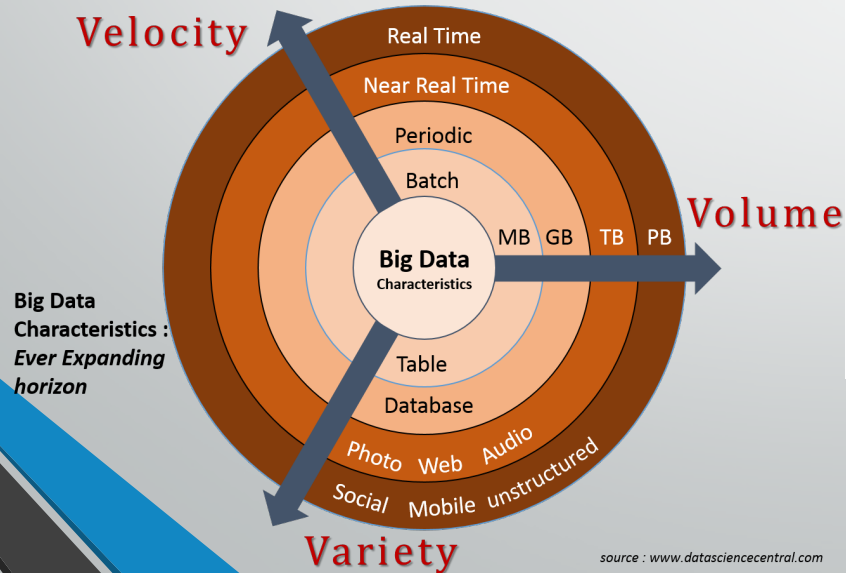 Velocity
Real Time
Near Real Time
Periodic
Batch
Volume
MB GB TB PB
Big Data
Characteristics
Big Data
Characteristics :
Ever Expanding
horizon
Table
Database
Photo Web Audio
Social Mobile unstructured
Variety
source : www.datasciencecentral.com